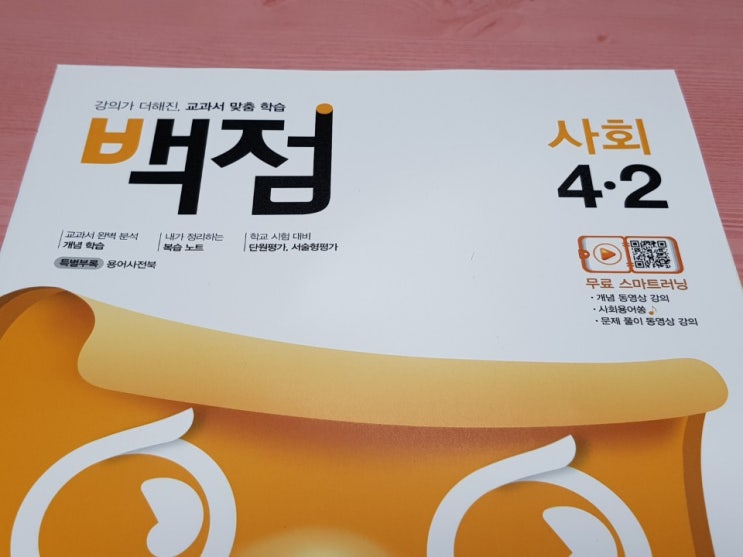 강의가 더해진, 교과서 맞춤 학습
백점
사회
4·2
교과서 완벽 분석
개념 학습
내가 정리하는
복습 노트
학교 시험 대비
단원평가, 서술형평가
특별부록 용어사전북
무료 스마트러닝
· 개념 동영상 강의
· 사회용어쏭
· 문제 풀이 동영상 강의